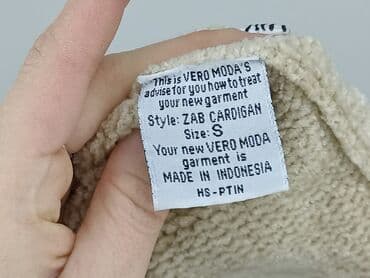 This is VERO MODA'S
advise for you how to treat
your new garment
Style: ZAB CARDIGAN
Size: S
Your new VERO MODA
garment is
MADE IN INDONESIA
HS-PTIN